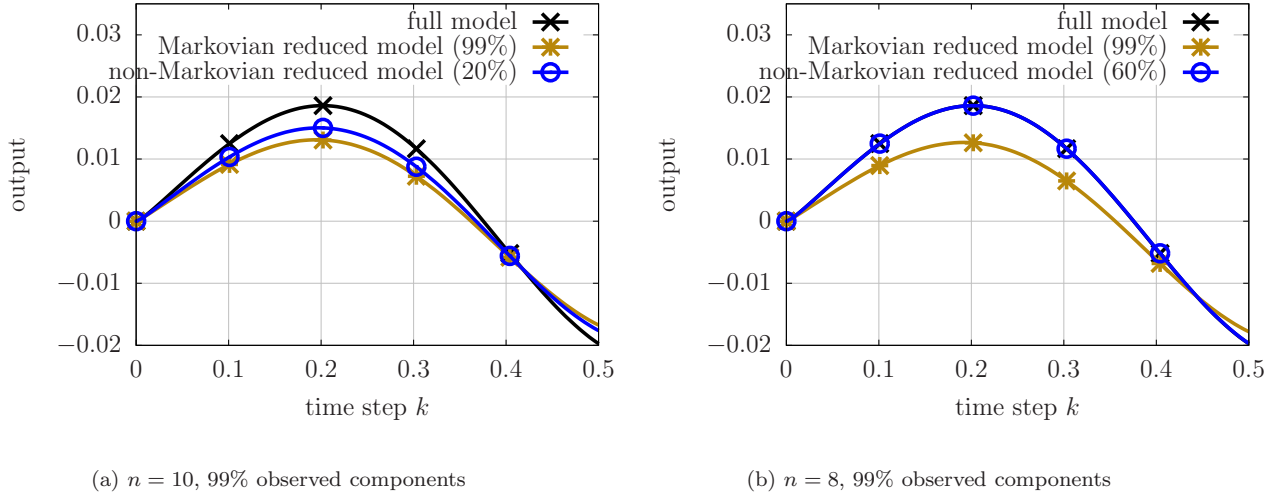 full model
Markovian reduced model (99%)
non-Markovian reduced model (20%)
0.03
0.02
0.01
0
−0.01
−0.02
output
0
0.1
0.2
0.3
0.4
0.5
time step k
(a) n = 10, 99% observed components
full model
Markovian reduced model (99%)
non-Markovian reduced model (60%)
0.03
0.02
0.01
0
−0.01
−0.02
output
0
0.1
0.2
0.3
0.4
0.5
time step k
(b) n = 8, 99% observed components